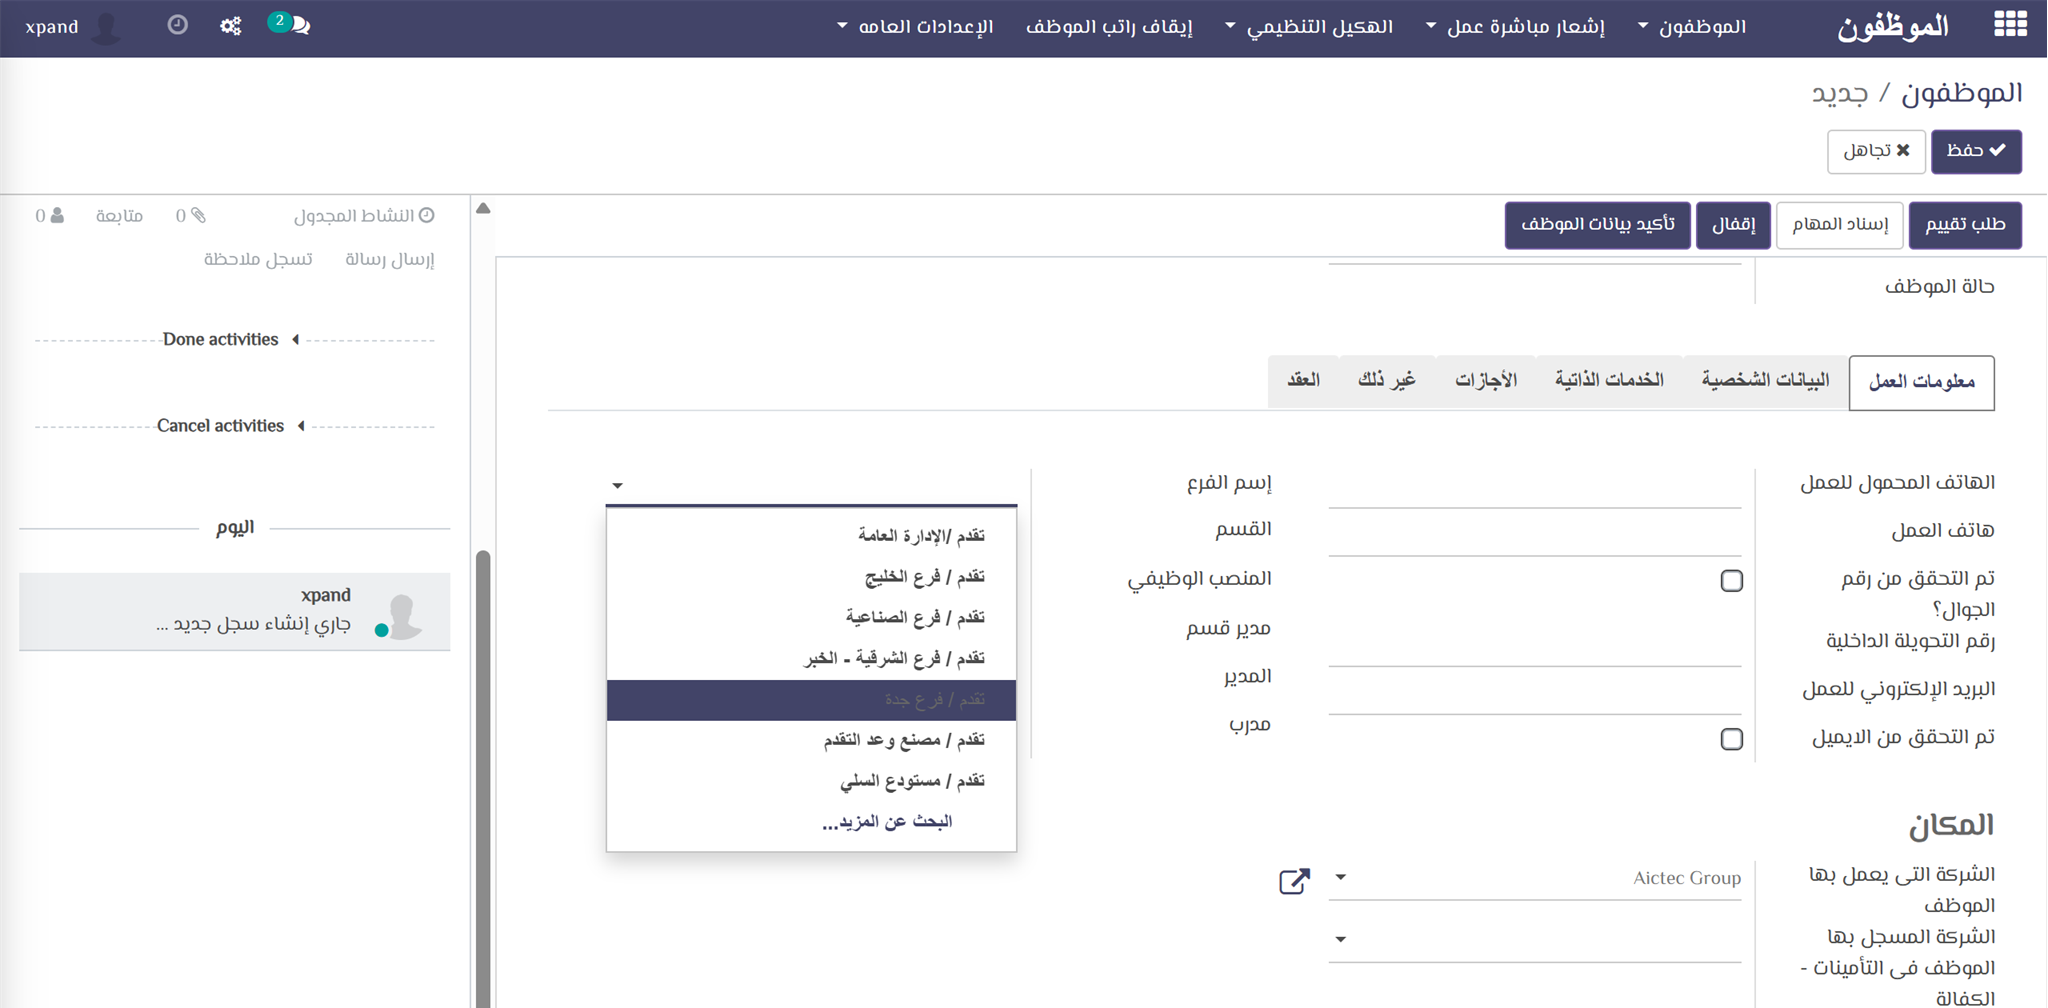 الموظفون
الموظفون
إشعار مباشرة عمل
الهكيل التنظيمي
إيقاف راتب الموظف
الإعدادات العامه
2
xpand
الموظفون / جديد
حفظ
تجاهل
طلب تقييم
إسناد المهام
إقفال
تأكيد بيانات الموظف
حالة الموظف
معلومات العمل
البيانات الشخصية
الخدمات الذاتية
الأجازات
غير ذلك
العقد
الهاتف المحمول للعمل
هاتف العمل
تم التحقق من رقم
الجوال؟
رقم التحويلة الداخلية
البريد الإلكتروني للعمل
تم التحقق من الايميل
إسم الفرع
القسم
المنصب الوظيفي
مدير قسم
المدير
مدرب
تقدم /الإدارة العامة
تقدم / فرع الخليج
تقدم / فرع الصناعية
تقدم / فرع الشرقية - الخبر
تقدم / فرع جدة
تقدم / مصنع وعد التقدم
تقدم / مستودع السلي
البحث عن المزيد...
المكان
الشركة التى يعمل بها
الموظف
Aictec Group
الشركة المسجل بها
الموظف فى التأمينات -
الكفالة
النشاط المجدول
0
متابعة
0
إرسال رسالة
تسجل ملاحظة
Done activities
Cancel activities
اليوم
xpand
جاري إنشاء سجل جديد ...